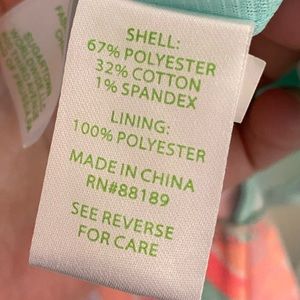 SHELL:
67% POLYESTER
32% COTTON
1% SPANDEX
LINING:
100% POLYESTER
MADE IN CHINA
RN#88189
SEE REVERSE
FOR CARE